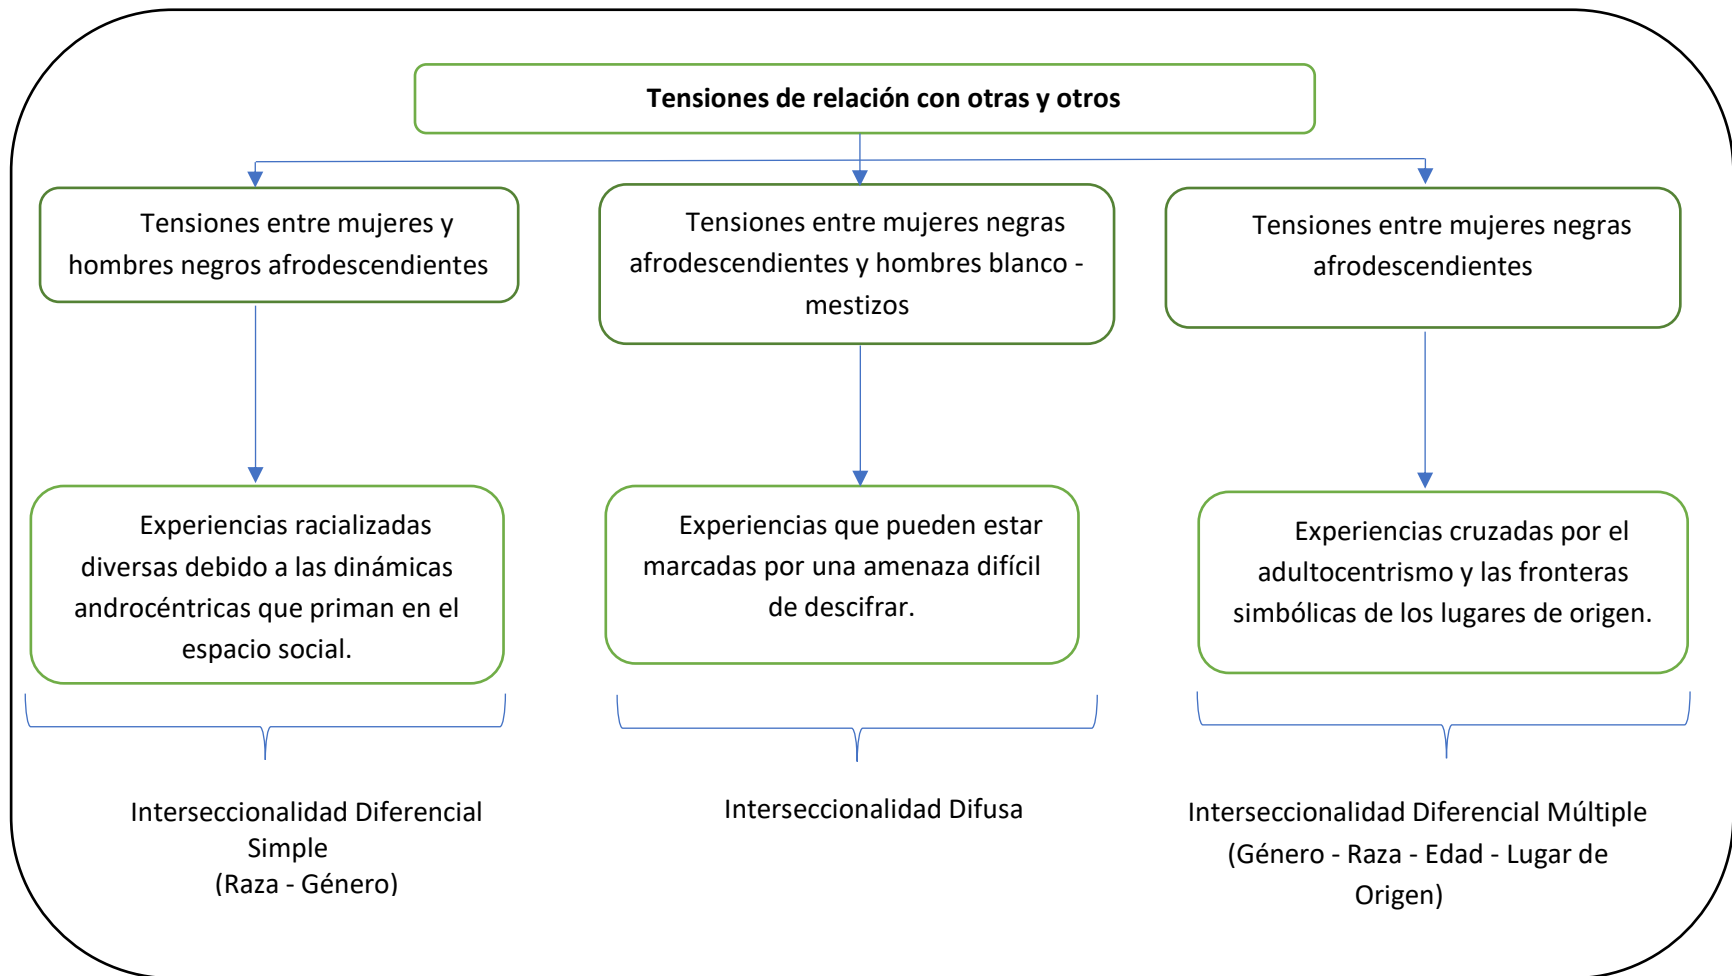 Tensiones de relación con otras y otros
Tensiones entre mujeres y
hombres negros afrodescendientes
Tensiones entre mujeres negras
afrodescendientes y hombres blanco -
mestizos
Tensiones entre mujeres negras
afrodescendientes
Experiencias racializadas
diversas debido a las dinámicas
androcéntricas que priman en el
espacio social.
Experiencias que pueden estar
marcadas por una amenaza difícil
de descifrar.
Experiencias cruzadas por el
adultocentrismo y las fronteras
simbólicas de los lugares de origen.
Interseccionalidad Diferencial
Simple
(Raza - Género)
Interseccionalidad Difusa
Interseccionalidad Diferencial Múltiple
(Género - Raza - Edad - Lugar de
Origen)